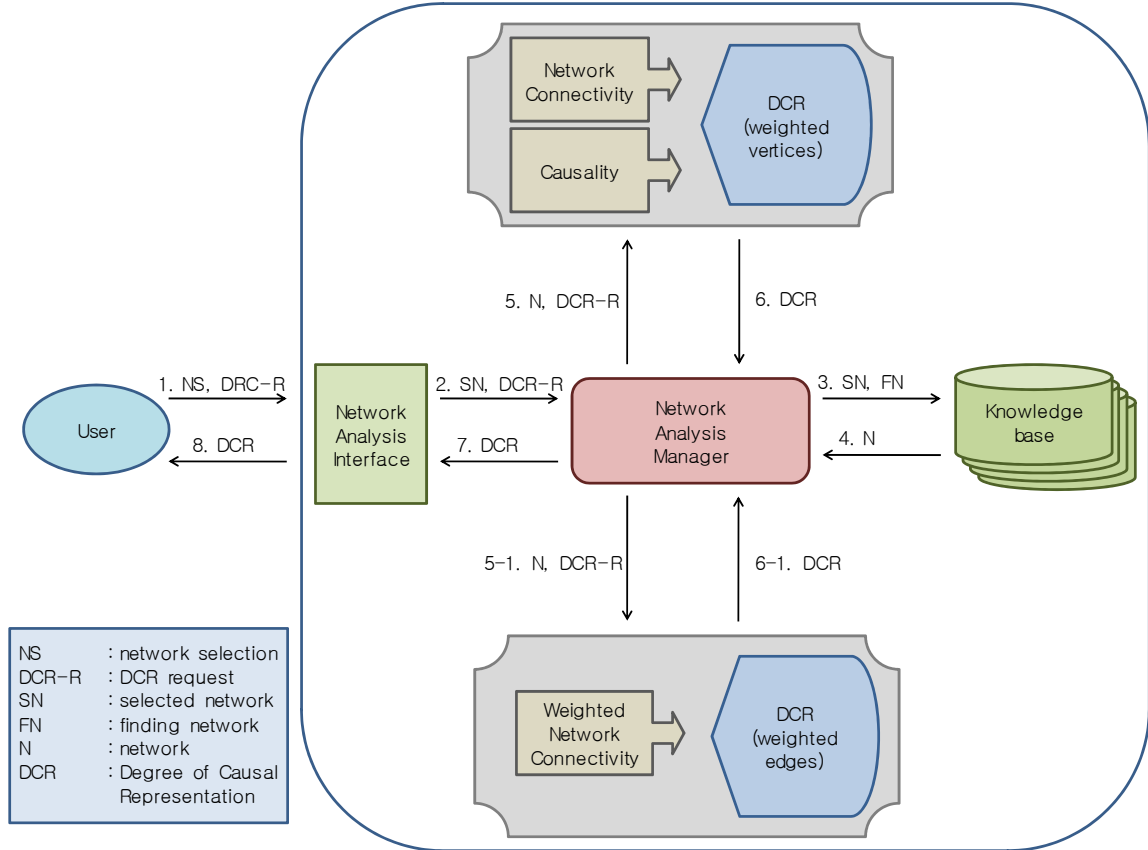 Network
Connectivity
Causality
DCR
(weighted
vertices)
5. N, DCR-R
6. DCR
1. NS, DRC-R
2. SN, DCR-R
3. SN, FN
User
Network
Analysis
Interface
Network
Analysis
Manager
Knowledge
base
8. DCR
7. DCR
4. N
5-1. N, DCR-R
6-1. DCR
Weighted
Network
Connectivity
DCR
(weighted
edges)
NS : network selection
DCR-R : DCR request
SN : selected network
FN : finding network
N : network
DCR : Degree of Causal
Representation